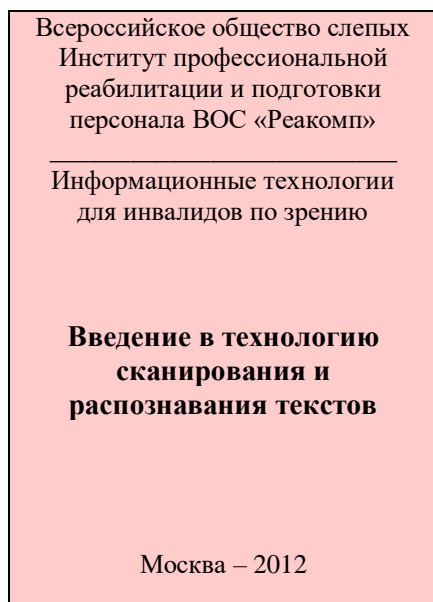 Всероссийское общество слепых
Институт профессиональной
реабилитации и подготовки
персонала ВОС «Реакомп»
Информационные технологии
для инвалидов по зрению
Введение в технологию
сканирования и
распознавания текстов
Москва – 2012